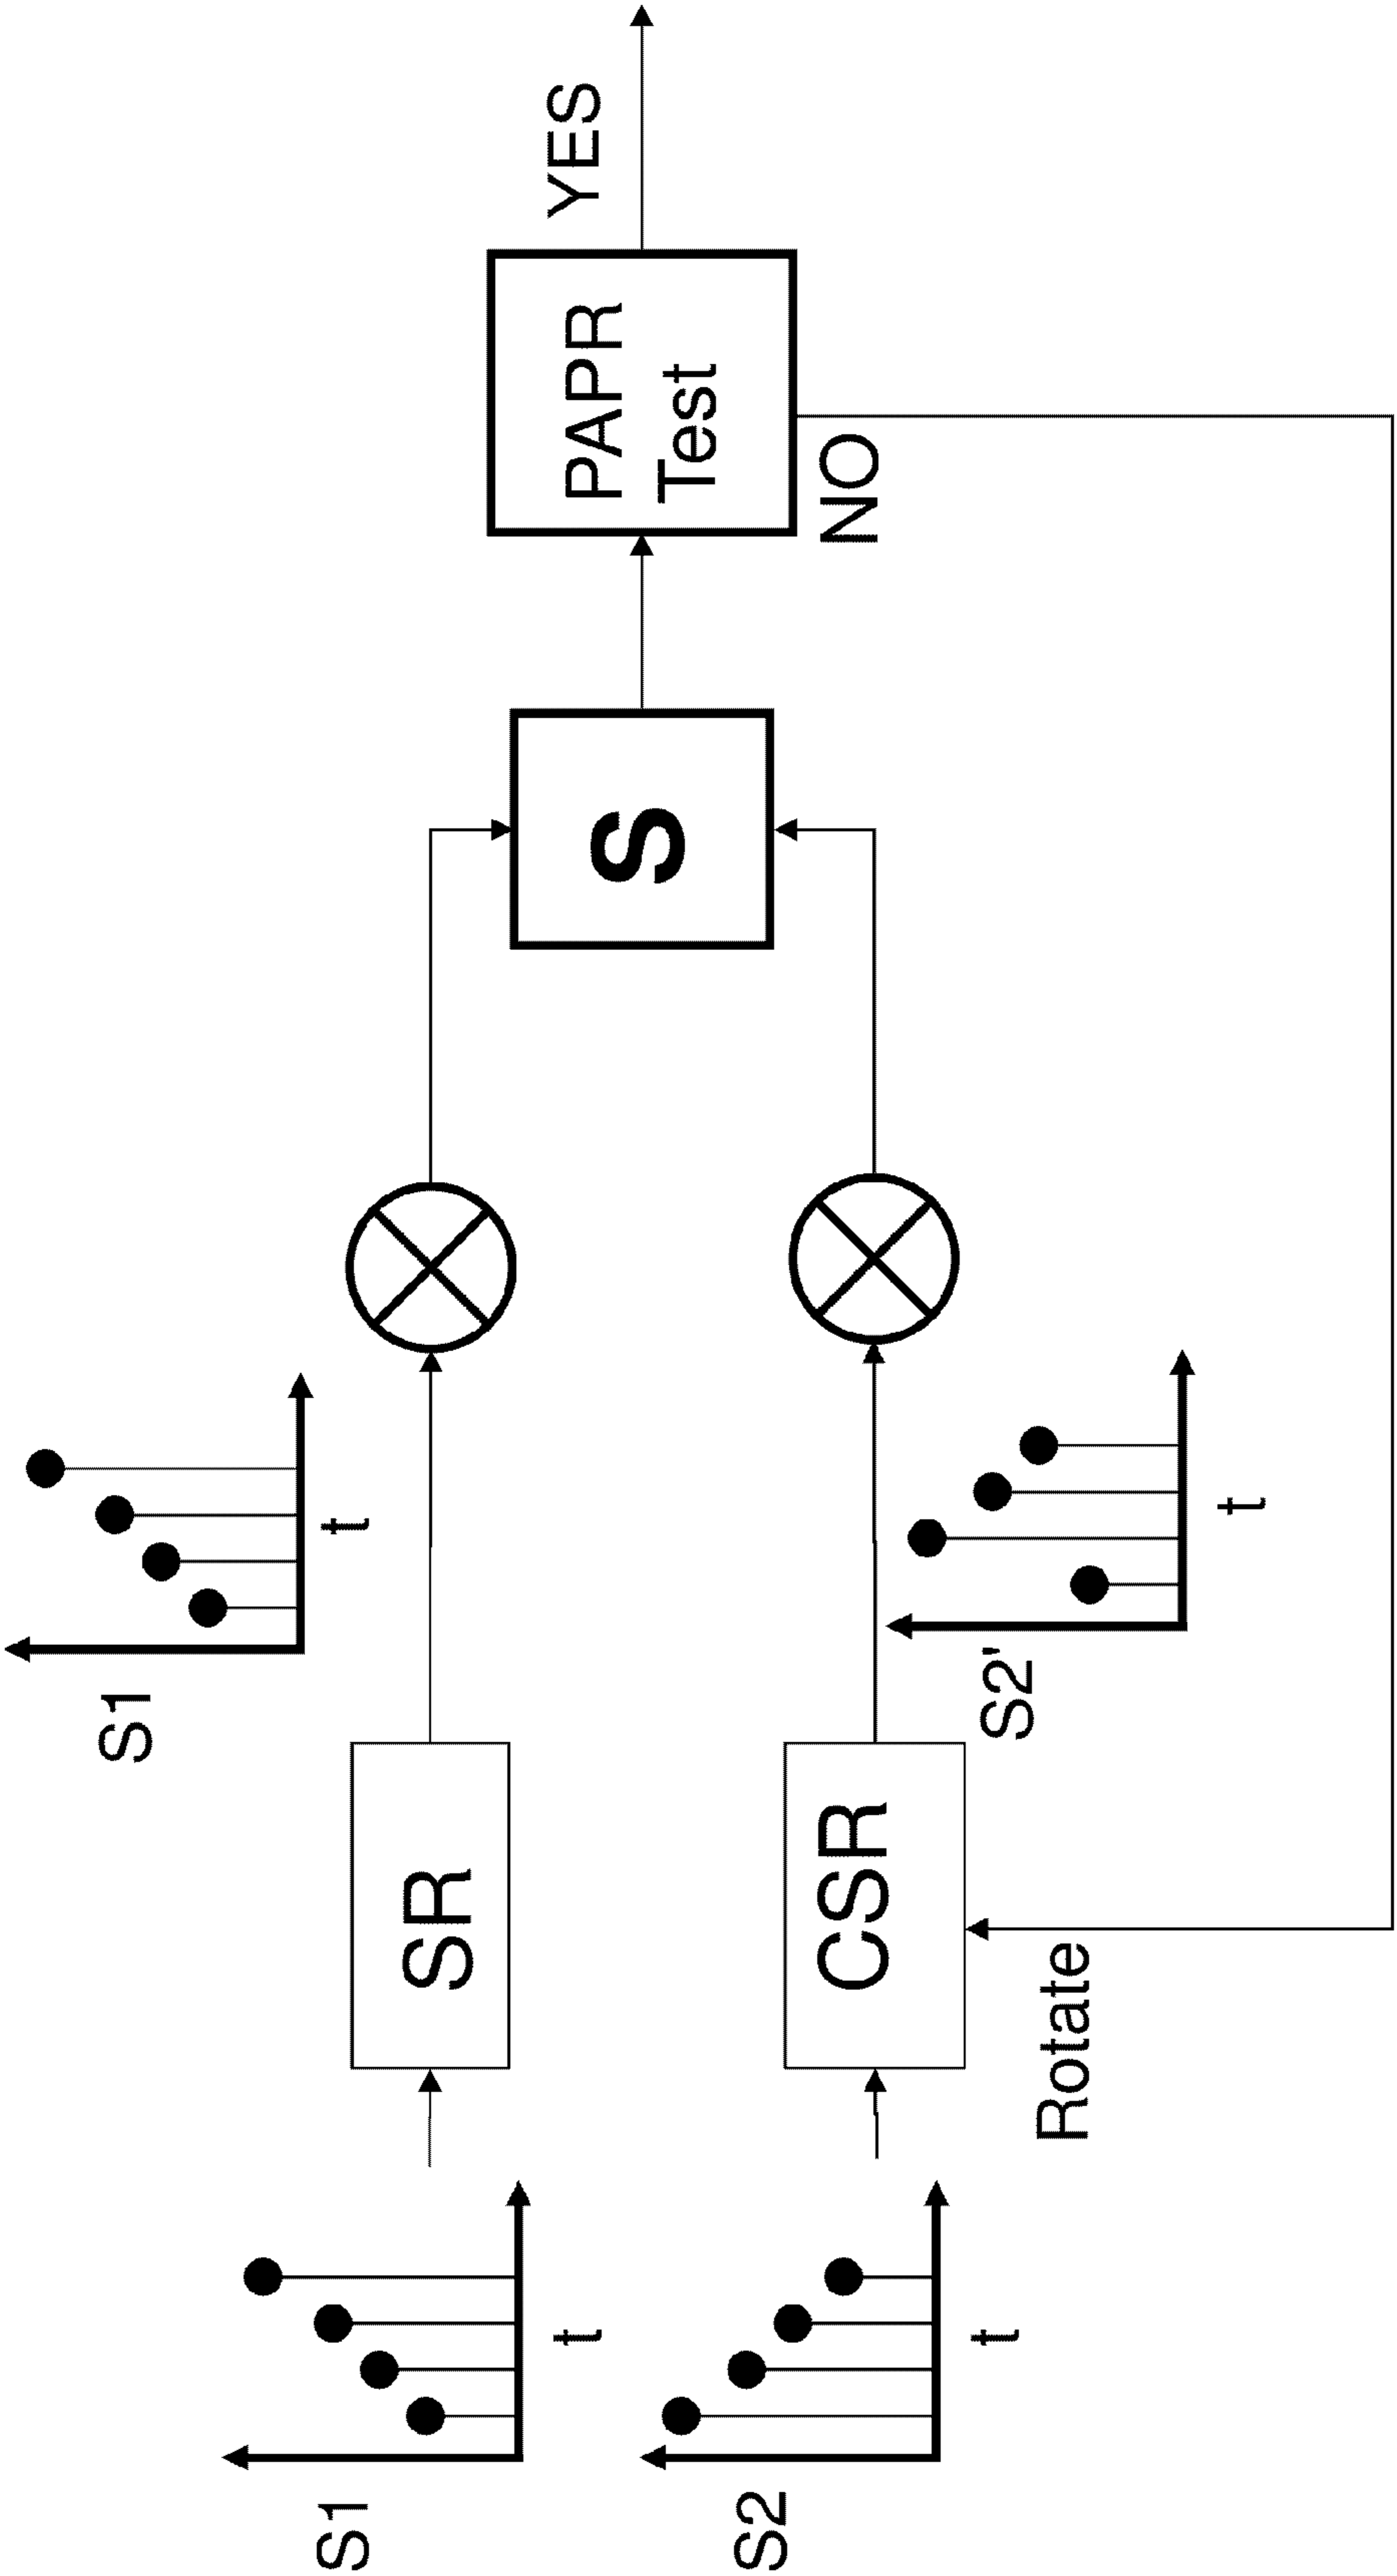 S1
t
SR
S1
t
S2
t
CSR
Rotate
S2'
t
S
PAPR
Test
YES
NO